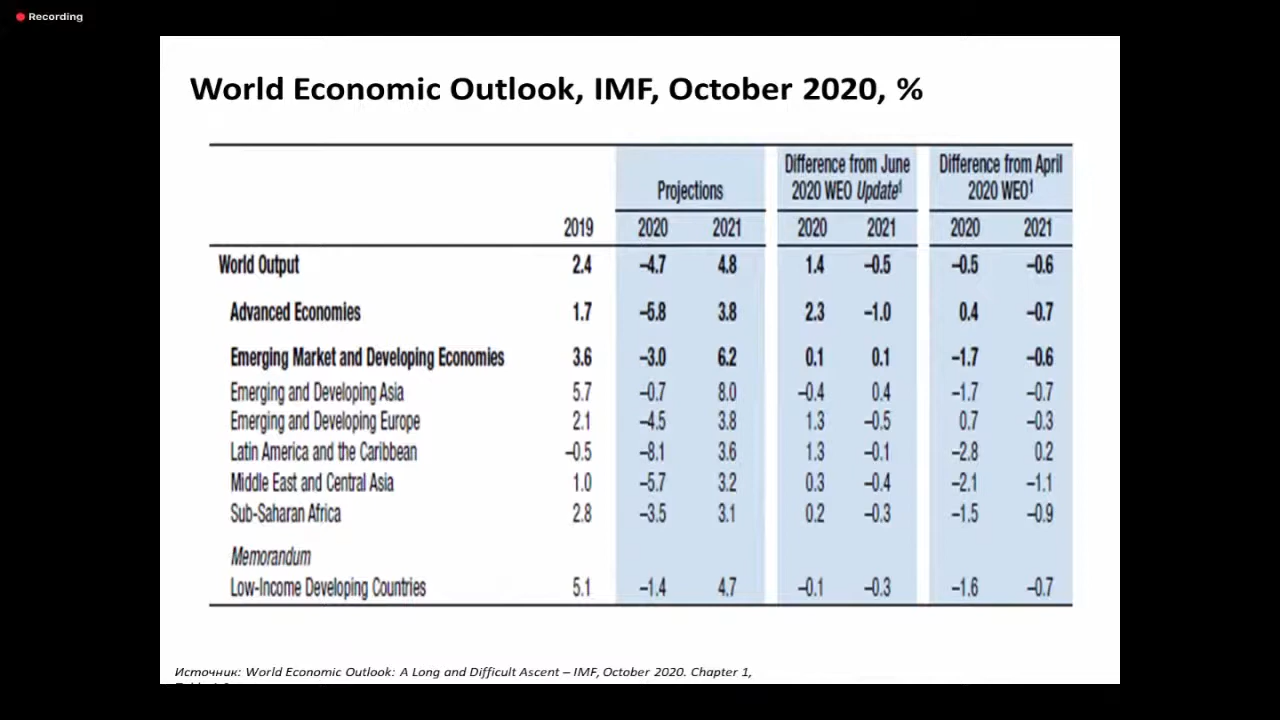 Recording
World Economic Outlook, IMF, October 2020, %
Projections
Difference from June
2020 WEO Update¹
Difference from April
2020 WEO¹
2019 2020 2021 2020 2021 2020 2021
World Output 2.4 –4.7 4.8 1.4 –0.5 –0.5 –0.6
Advanced Economies 1.7 –5.8 3.8 2.3 –1.0 0.4 –0.7
Emerging Market and Developing Economies 3.6 –3.0 6.2 0.1 0.1 –1.7 –0.6
Emerging and Developing Asia 5.7 –0.7 8.0 –0.4 0.4 –1.7 –0.7
Emerging and Developing Europe 2.1 –4.5 3.8 1.3 –0.5 0.7 –0.3
Latin America and the Caribbean –0.5 –8.1 3.6 1.3 –0.1 –2.8 0.2
Middle East and Central Asia 1.0 –5.7 3.2 0.3 –0.4 –2.1 –1.1
Sub-Saharan Africa 2.8 –3.5 3.1 0.2 –0.3 –1.5 –0.9
Memorandum
Low-Income Developing Countries 5.1 –1.4 4.7 –0.1 –0.3 –1.6 –0.7
Источник: World Economic Outlook: A Long and Difficult Ascent – IMF, October 2020. Chapter 1,